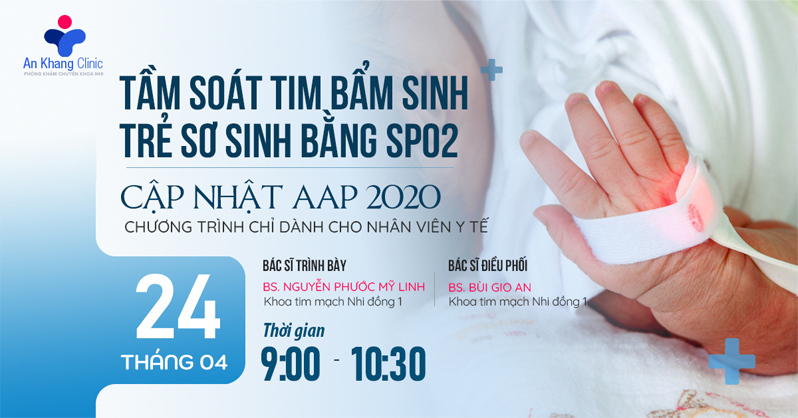 An Khang Clinic
PHÒNG KHÁM CHUYÊN KHOA NHI
TẦM SOÁT TIM BẨM SINH
TRẺ SƠ SINH BẰNG SPO2
CẬP NHẬT AAP 2020
CHƯƠNG TRÌNH CHỈ DÀNH CHO NHÂN VIÊN Y TẾ
24
THÁNG 04
BÁC SĨ TRÌNH BÀY
BS. NGUYỄN PHƯỚC MỸ LINH
Khoa tim mạch Nhi đồng 1
BÁC SĨ ĐIỀU PHỐI
BS. BÙI GIO AN
Khoa tim mạch Nhi đồng 1
Thời gian
9:00 - 10:30